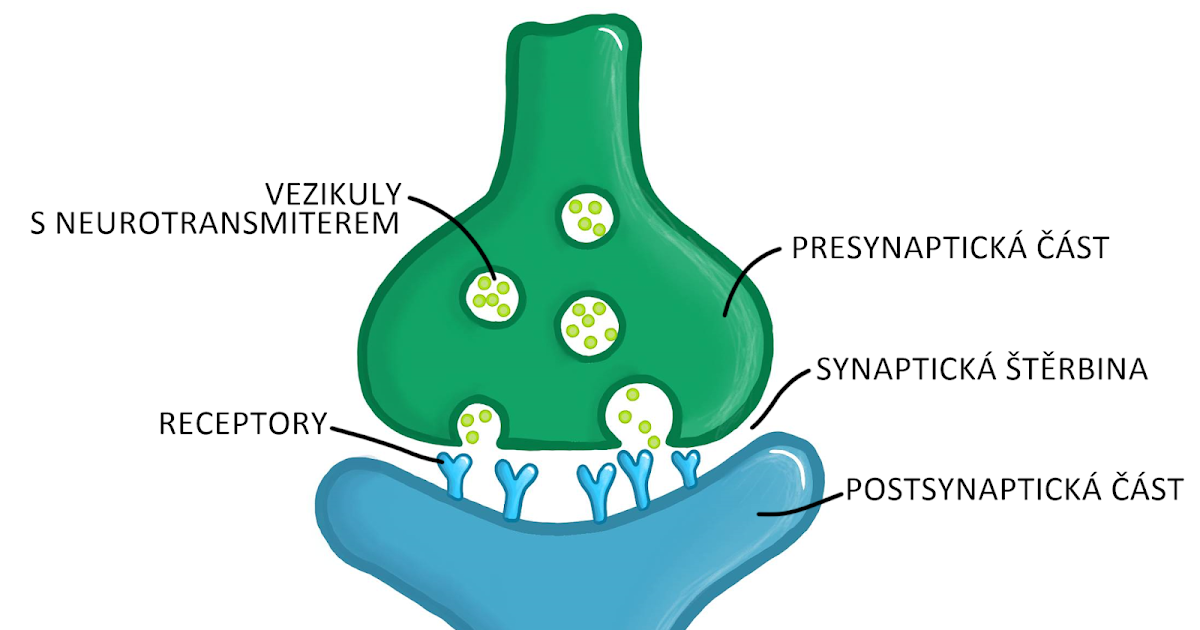 VEZIKULY
S NEUROTRANSMITEREM
PRESYNAPTICKÁ ČÁST
SYNAPTICKÁ ŠTĚRBINA
RECEPTORY
POSTSYNAPTICKÁ ČÁST